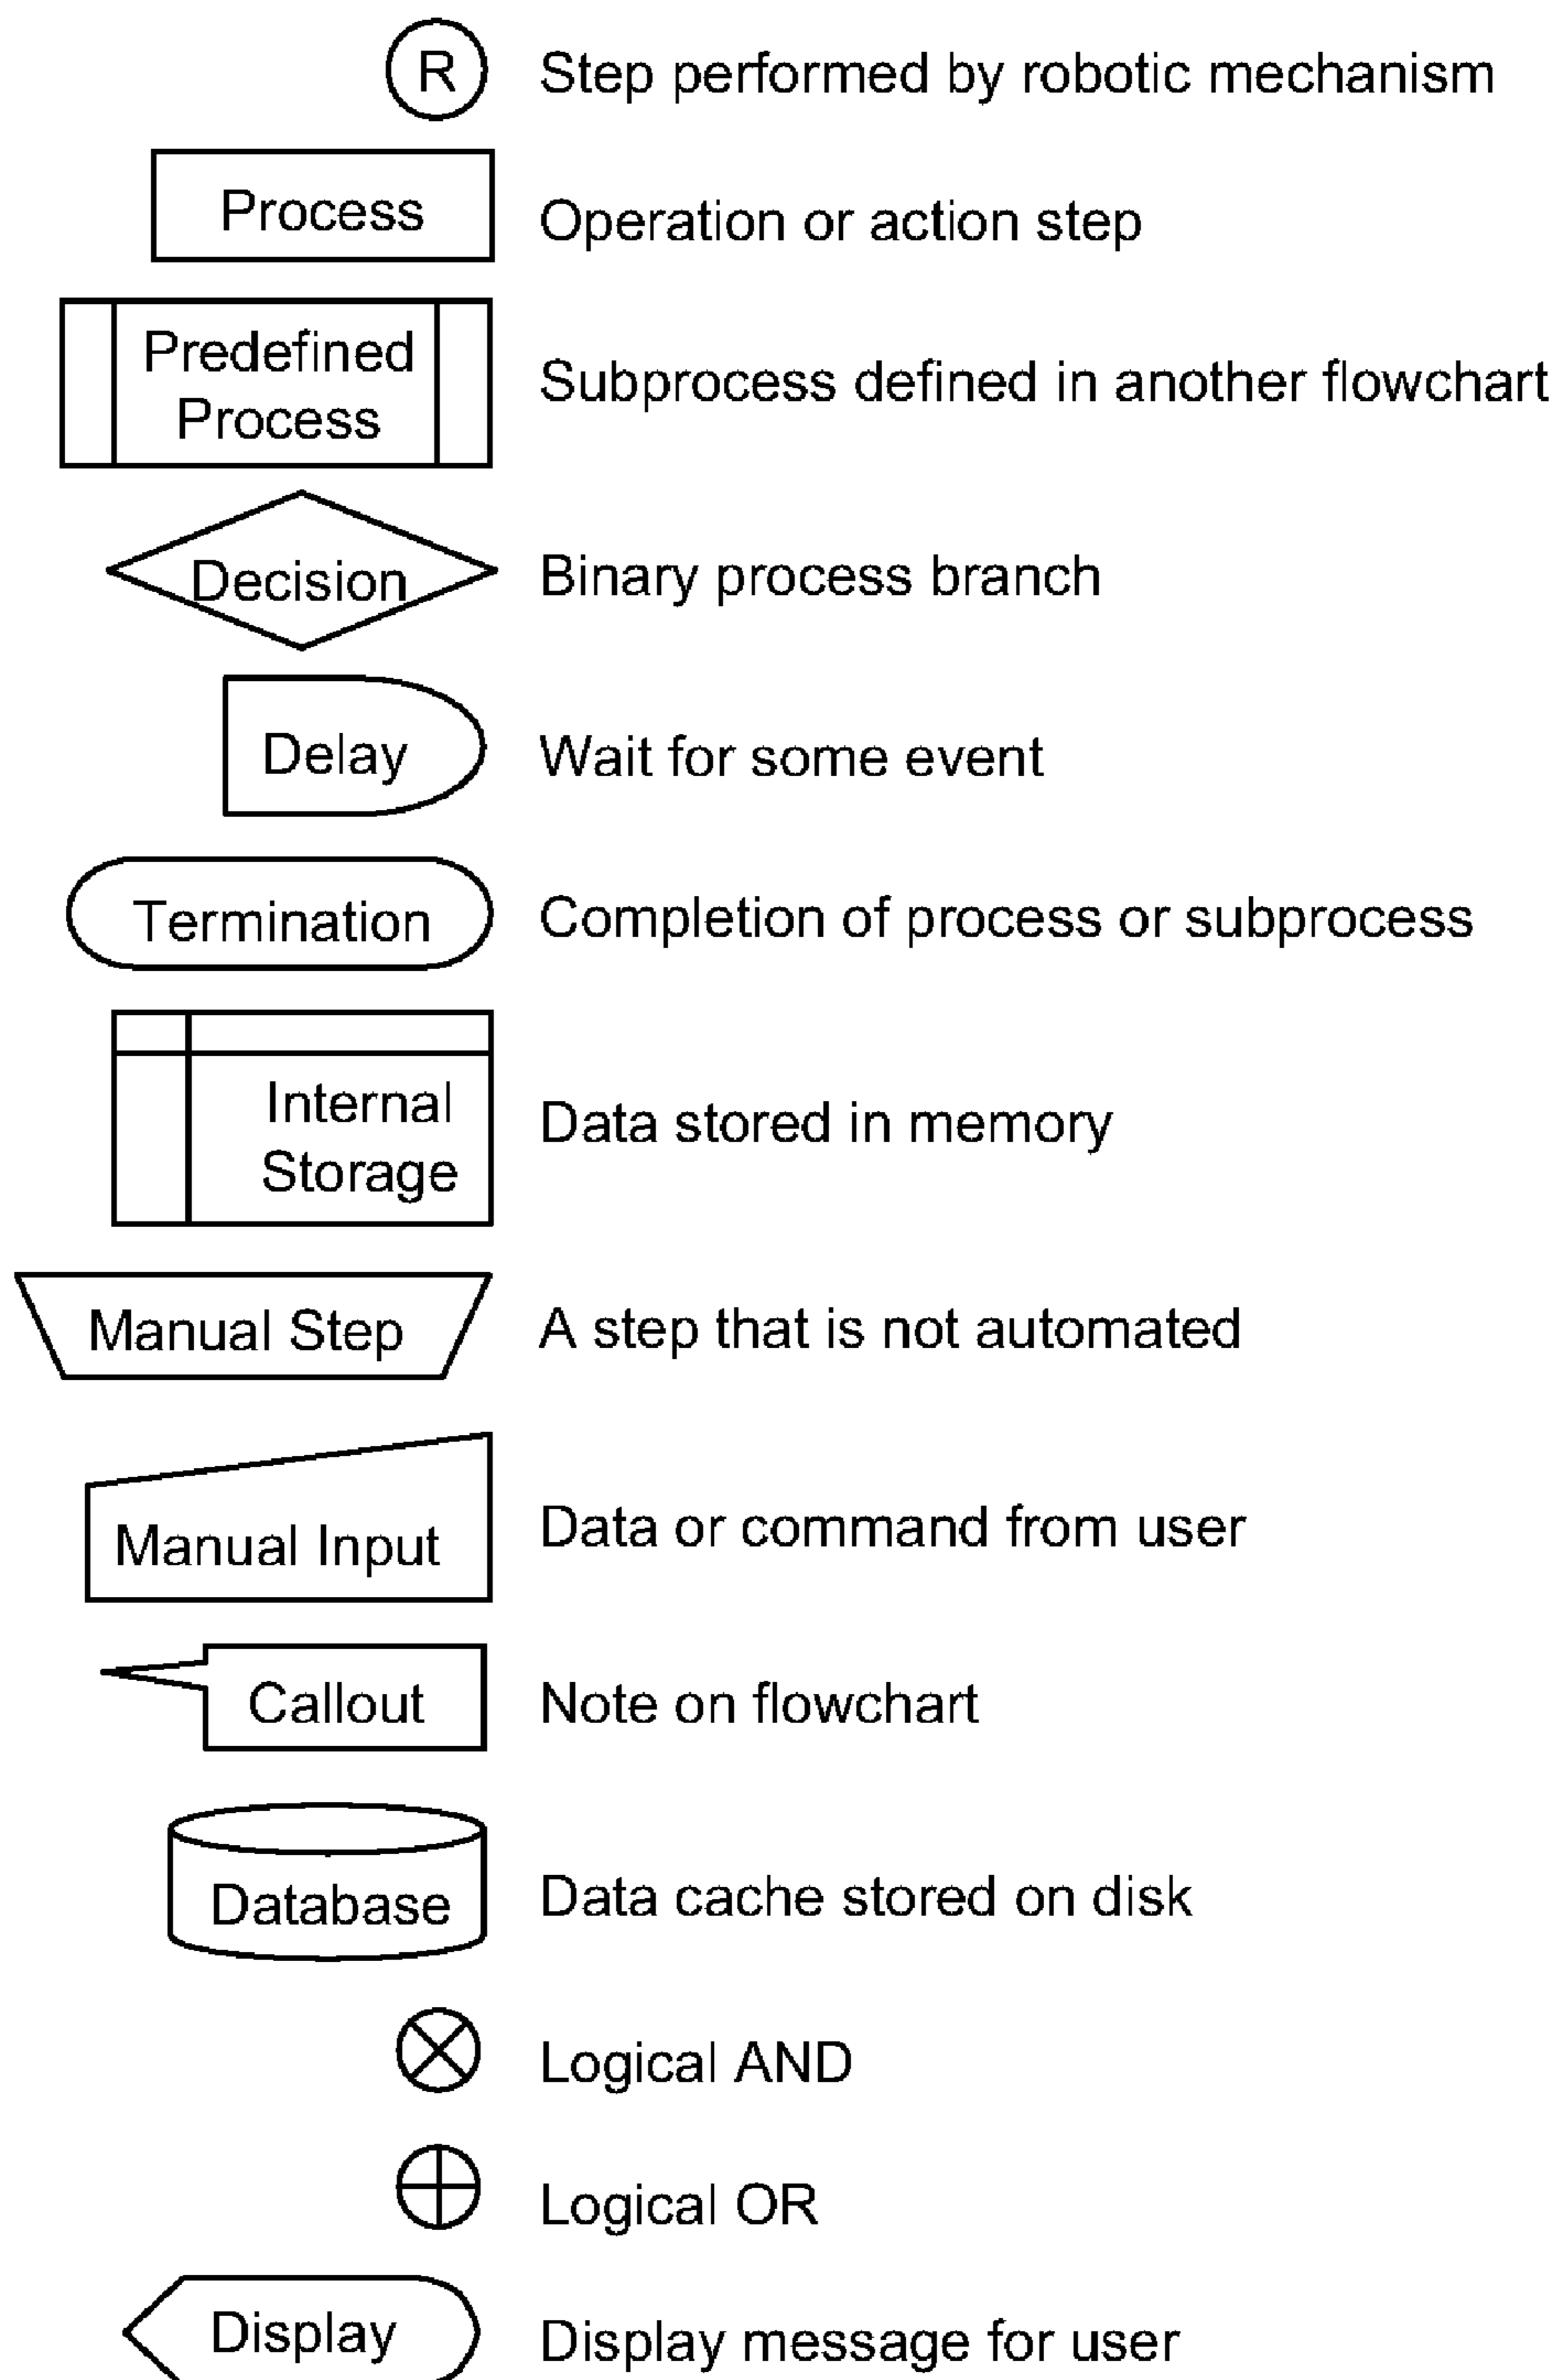 R Step performed by robotic mechanism
Process Operation or action step
Predefined
Process
Subprocess defined in another flowchart
Decision Binary process branch
Delay Wait for some event
Termination Completion of process or subprocess
Internal
Storage
Data stored in memory
Manual Step A step that is not automated
Manual Input Data or command from user
Callout Note on flowchart
Database Data cache stored on disk
Logical AND
Logical OR
Display Display message for user